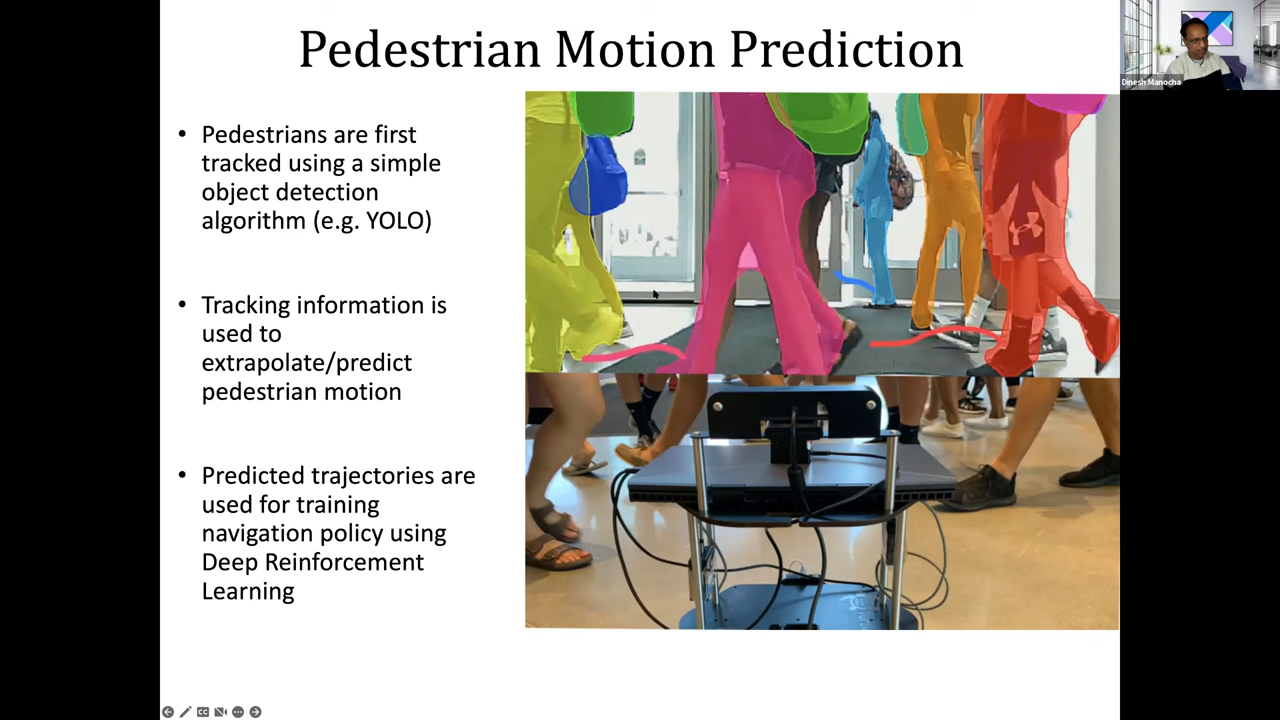 Pedestrian Motion Prediction
Dinesh Manocha
• Pedestrians are first
tracked using a simple
object detection
algorithm (e.g. YOLO)
• Tracking information is
used to
extrapolate/predict
pedestrian motion
• Predicted trajectories are
used for training
navigation policy using
Deep Reinforcement
Learning
CC